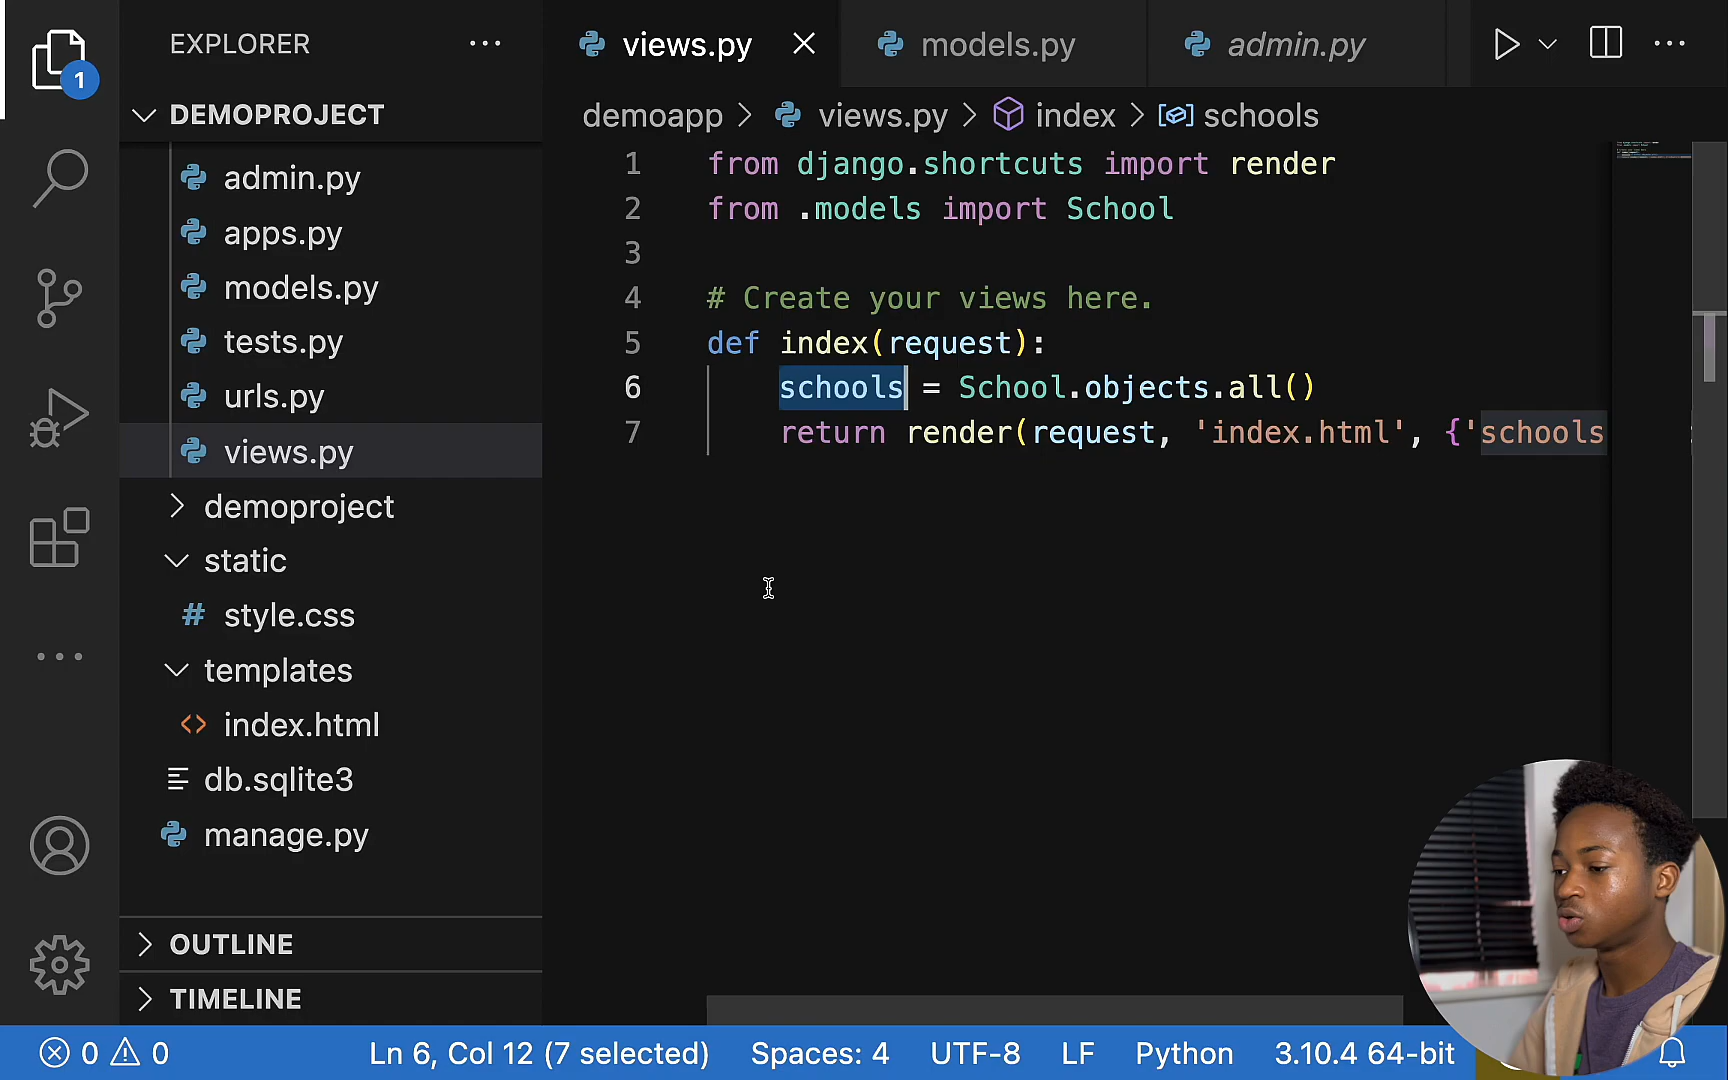 EXPLORER
1
DEMOPROJECT
admin.py
apps.py
models.py
tests.py
urls.py
views.py
demoproject
static
# style.css
templates
<> index.html
db.sqlite3
manage.py
OUTLINE
TIMELINE
views.py
models.py
admin.py
demoapp > views.py > index > schools
1 from django.shortcuts import render
2 from .models import School
3
4 # Create your views here.
5 def index(request):
6 schools = School.objects.all()
7 return render(request, 'index.html', {'schools
0 0
Ln 6, Col 12 (7 selected) Spaces: 4 UTF-8 LF Python 3.10.4 64-bit